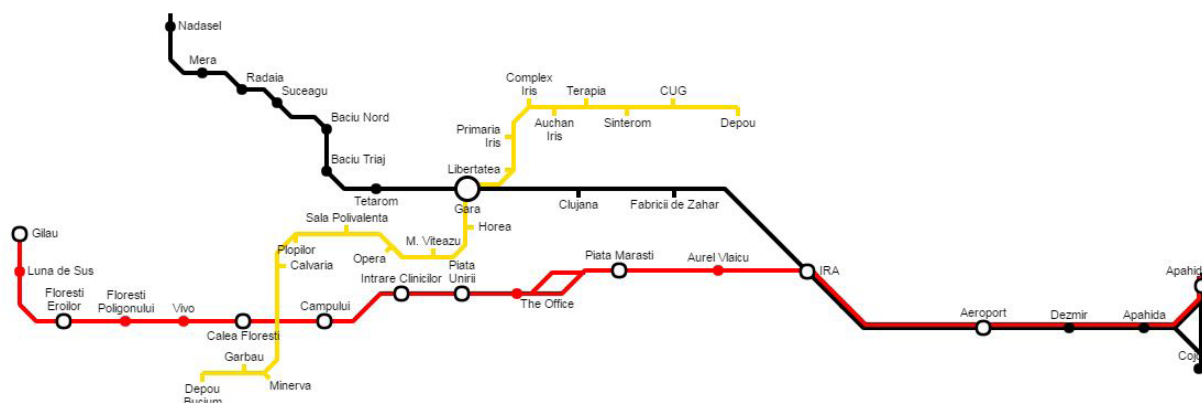 Nadasel
Mera
Radaia
Suceagu
Baciu Nord
Baciu Triaj
Tetarom
Complex
Iris
Terapia
CUG
Auchan
Iris
Sinterom
Depou
Primaria
Iris
Libertatea
Gara
Clujana
Fabricii de Zahar
Sala Polivalenta
Horea
Plopilor
Opera
M. Viteazu
Calvaria
Gilau
Luna de Sus
Floresti
Eroilor
Floresti
Poligonului
Vivo
Calea Floresti
Campului
Intrare Clinicilor
Piata
Unirii
The Office
Piata Marasti
Aurel Vlaicu
IRA
Aeroport
Dezmir
Apahida
Apahid
Cojo
Garbau
Minerva
Depou
Bucium